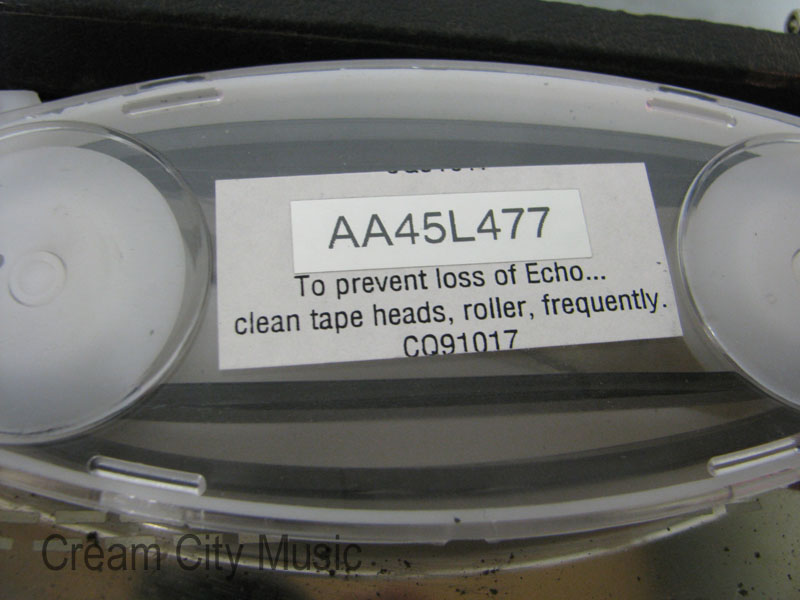 AA45L477
To prevent loss of Echo...
clean tape heads, roller, frequently.
CQ91017
Cream City Music